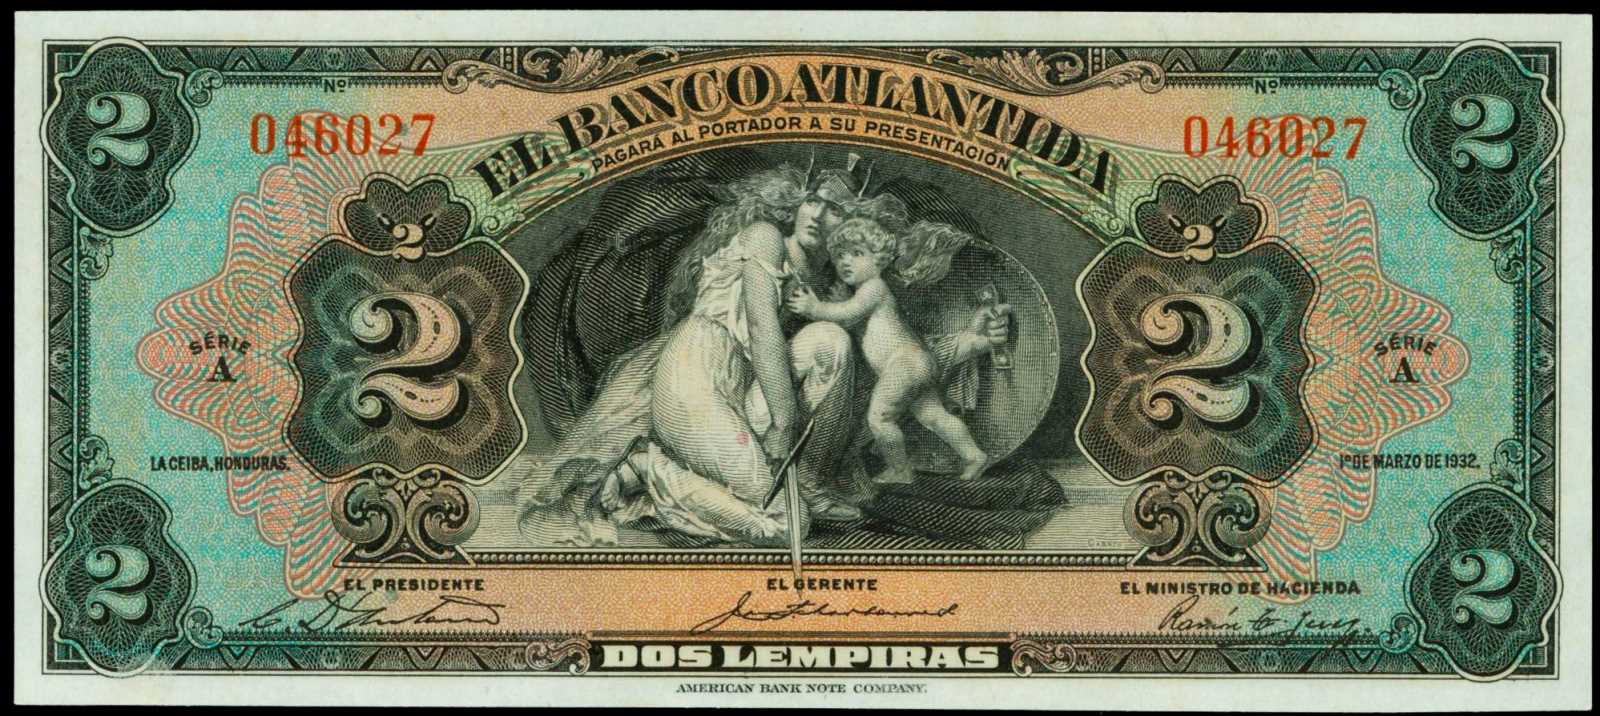 2
Nº
EL BANCO ATLANTIDA
Nº
2
046027
PAGARÁ AL PORTADOR A SU PRESENTACIÓN
046027
2
2
2
2
SÉRIE
A
SÉRIE
A
LA CEIBA, HONDURAS.
1º DE MARZO DE 1932.
2
2
EL PRESIDENTE
EL GERENTE
EL MINISTRO DE HACIENDA
DOS LEMPIRAS
AMERICAN BANK NOTE COMPANY.